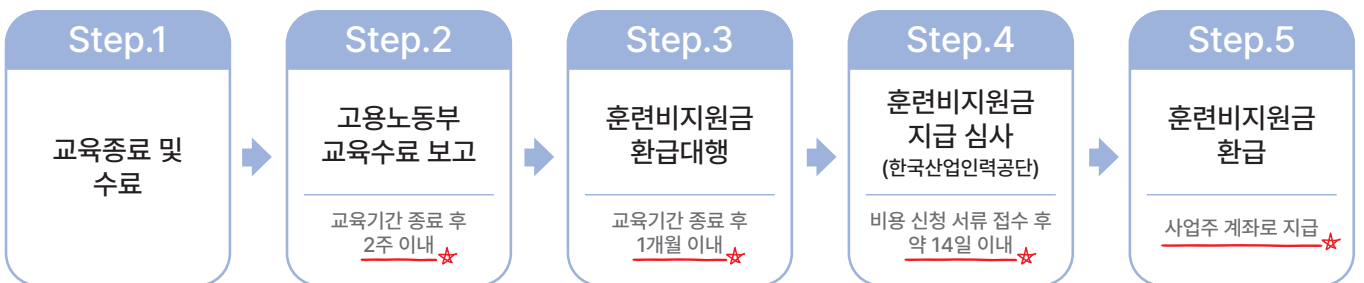 Step.1
교육종료 및
수료
Step.2
고용노동부
교육수료 보고
교육기간 종료 후
2주 이내
Step.3
훈련비지원금
환급대행
교육기간 종료 후
1개월 이내
Step.4
훈련비지원금
지급 심사
(한국산업인력공단)
비용 신청 서류 접수 후
약 14일 이내
Step.5
훈련비지원금
환급
사업주 계좌로 지급